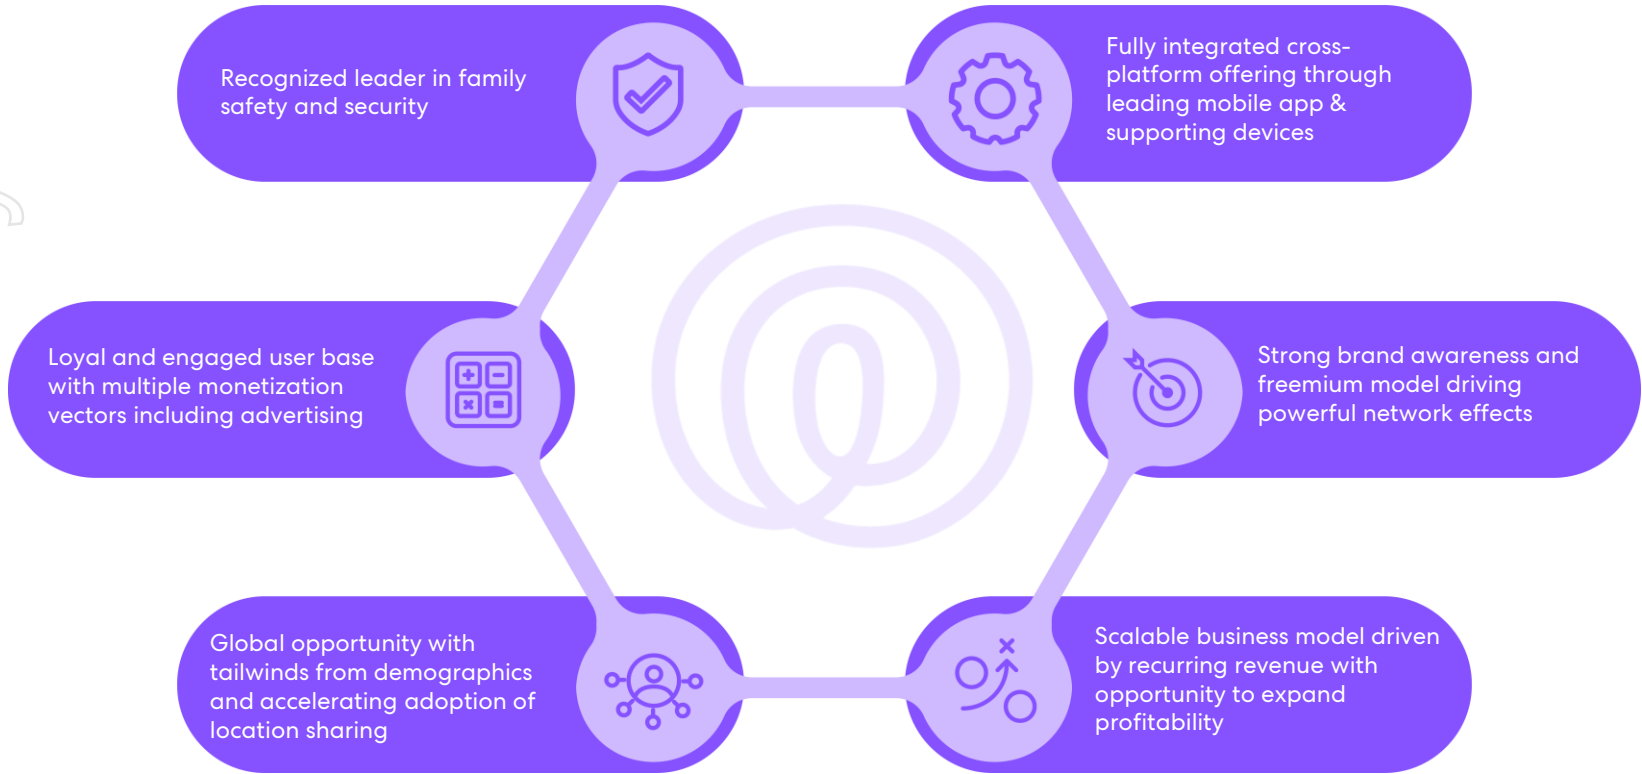 Recognized leader in family
safety and security
Fully integrated cross-
platform offering through
leading mobile app &
supporting devices
Loyal and engaged user base
with multiple monetization
vectors including advertising
Strong brand awareness and
freemium model driving
powerful network effects
Global opportunity with
tailwinds from demographics
and accelerating adoption of
location sharing
Scalable business model driven
by recurring revenue with
opportunity to expand
profitability